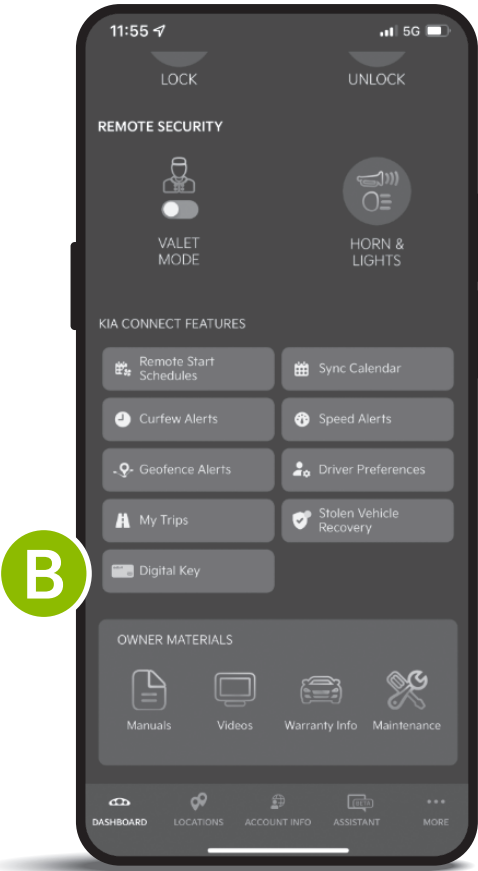 11:55 5G
LOCK UNLOCK
REMOTE SECURITY
VALET
MODE
HORN &
LIGHTS
KIA CONNECT FEATURES
Remote Start
Schedules
Sync Calendar
Curfew Alerts
Speed Alerts
Geofence Alerts
Driver Preferences
My Trips
Stolen Vehicle
Recovery
B
Digital Key
OWNER MATERIALS
Manuals Videos Warranty Info Maintenance
BETA
DASHBOARD LOCATIONS ACCOUNT INFO ASSISTANT MORE